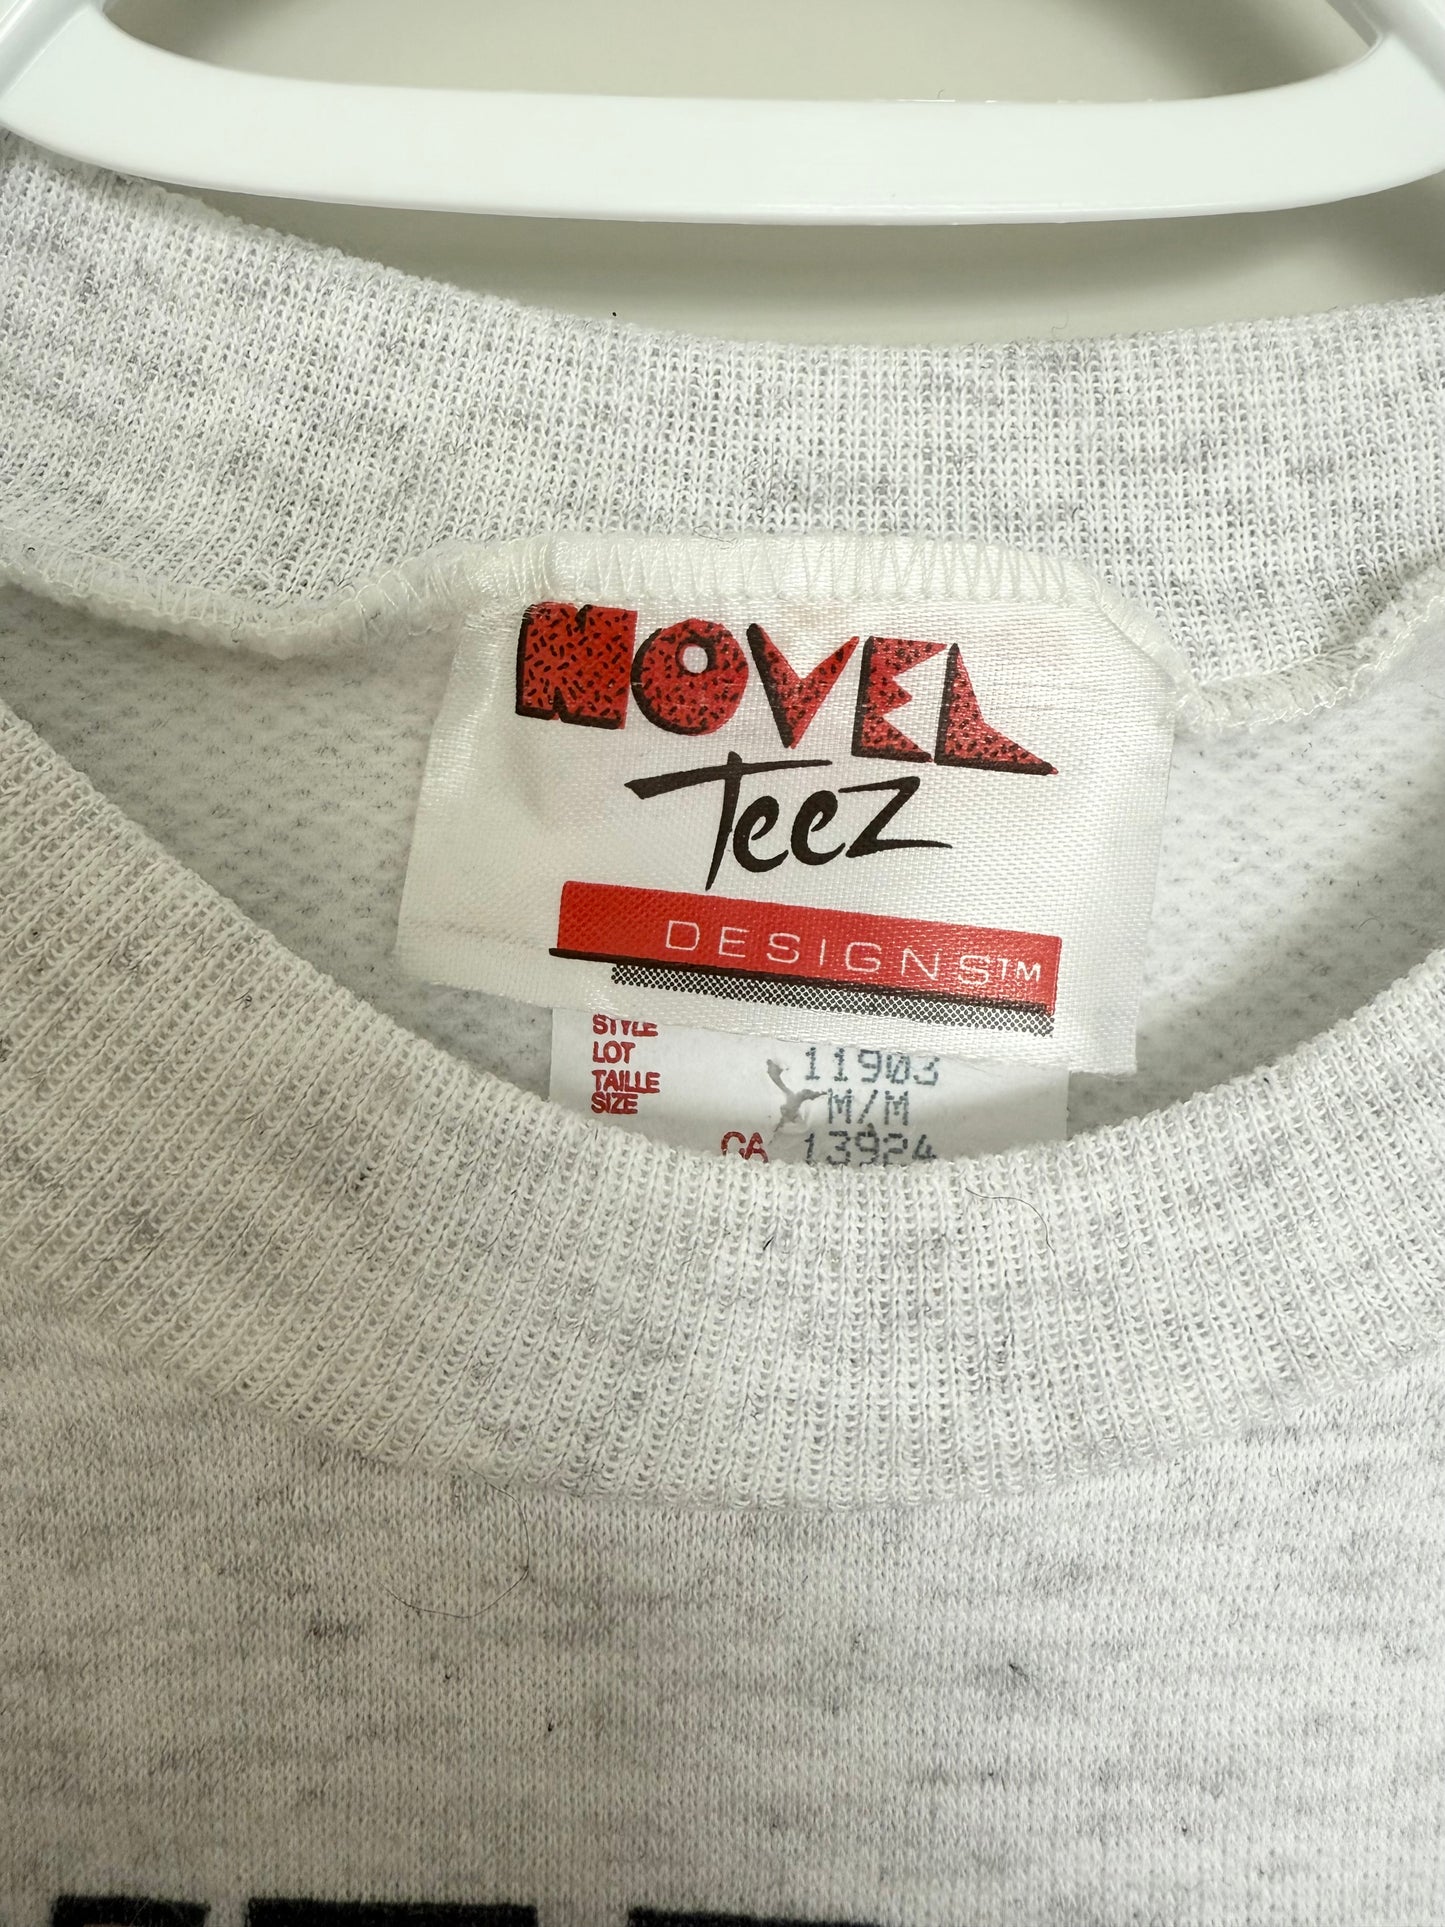 NOVEL
Teez
DESIGNS™
STYLE
LOT 11903
TAILLE
SIZE M/M
CA 13924